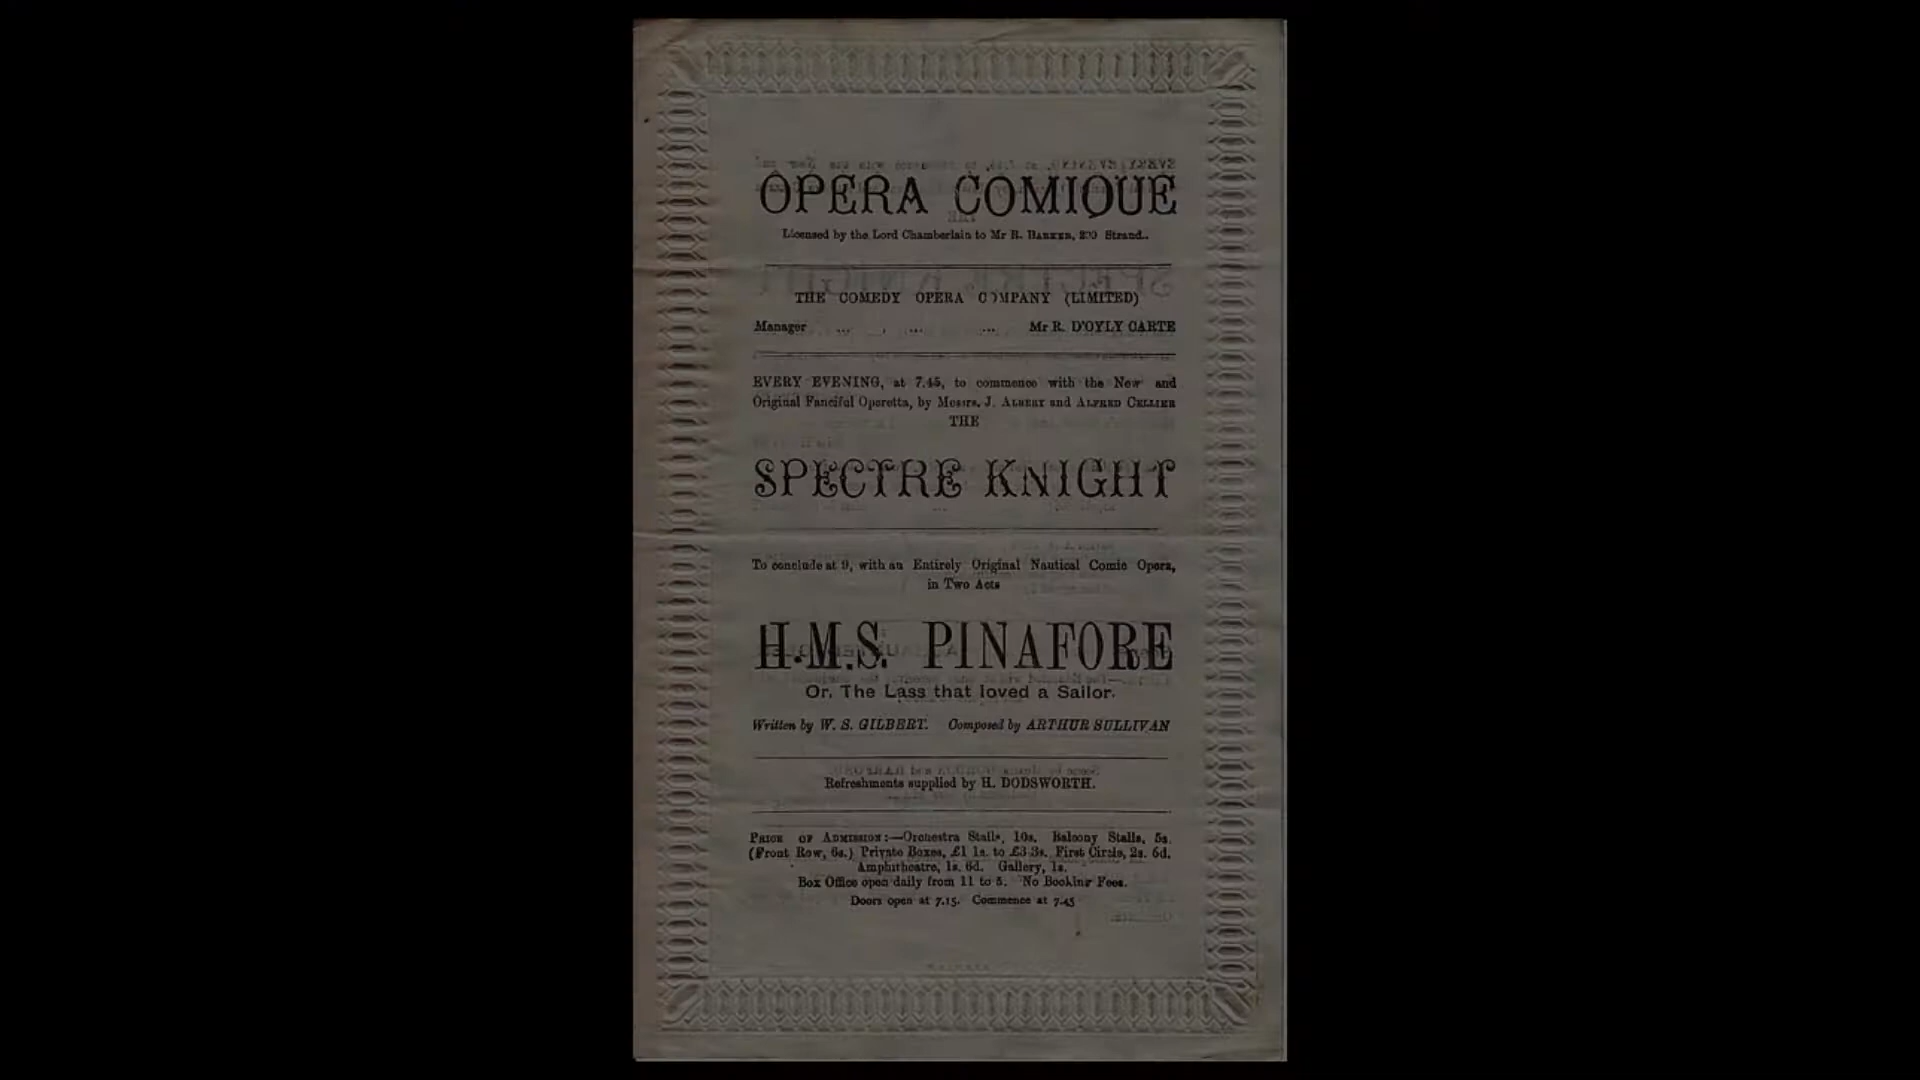 OPERA COMIQUE
Licensed by the Lord Chamberlain to Mr R. BARKER, 299 Strand..
THE COMEDY OPERA COMPANY (LIMITED)
Manager ... , ... ... Mr R. D'OYLY CARTE
EVERY EVENING, at 7.45, to commence with the New and
Original Fanciful Operetta, by Messrs. J. ALBERY and ALFRED CELLIER
THE
SPECTRE KNIGHT
To conclude at 9, with an Entirely Original Nautical Comic Opera,
in Two Acts
H.M.S. PINAFORE
Or, The Lass that loved a Sailor.
Written by W. S. GILBERT. Composed by ARTHUR SULLIVAN
Refreshments supplied by H. DODSWORTH.
PRICE OF ADMISSION:—Orchestra Stalls, 10s. Balcony Stalls, 5s.
(Front Row, 6s.) Private Boxes, £1 1s. to £3 3s. First Circle, 2s. 6d.
Amphitheatre, 1s. 6d. Gallery, 1s.
Box Office open daily from 11 to 5. No Booking Fees.
Doors open at 7.15. Commence at 7.45